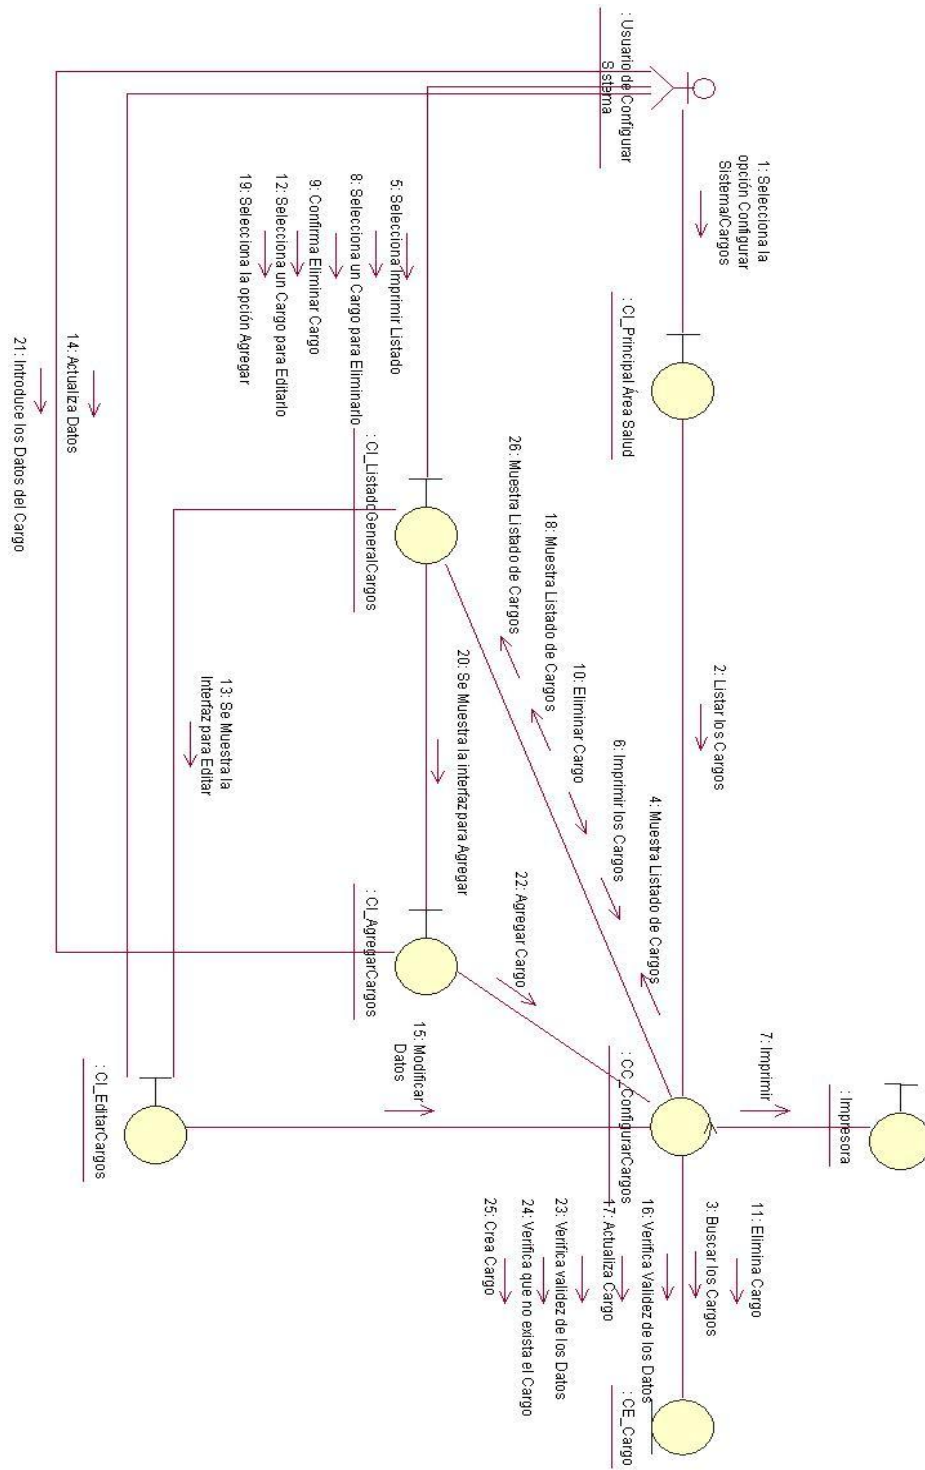 : Usuario de Configurar
Sistema
1: Selecciona la
opción Configurar
Sistema/Cargos
: CI_Principal Área Salud
2: Listar los Cargos
7: Imprimir
: Impresora
5: Selecciona Imprimir Listado
8: Selecciona un Cargo para Eliminarlo
9: Confirma Eliminar Cargo
12: Selecciona un Cargo para Editarlo
19: Selecciona la opción Agregar
: CI_ListadoGeneralCargos
4: Muestra Listado de Cargos
6: Imprimir los Cargos
10: Eliminar Cargo
18: Muestra Listado de Cargos
26: Muestra Listado de Cargos
: CC_ConfigurarCargos
11: Elimina Cargo
3: Buscar los Cargos
16: Verifica Validez de los Datos
17: Actualiza Cargo
23: Verifica validez de los Datos
24: Verifica que no exista el Cargo
25: Crea Cargo
: CE_Cargo
20: Se Muestra la interfaz para Agregar
22: Agregar Cargo
: CI_AgregarCargos
13: Se Muestra la
Interfaz para Editar
15: Modificar
Datos
: CI_EditarCargos
14: Actualiza Datos
21: Introduce los Datos del Cargo